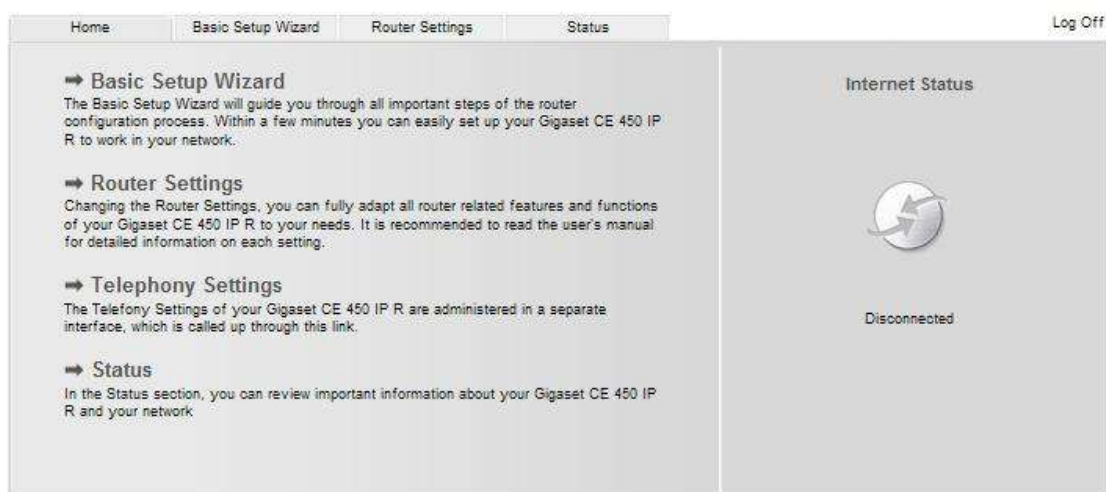 Home Basic Setup Wizard Router Settings Status Log Off
➡ Basic Setup Wizard
The Basic Setup Wizard will guide you through all important steps of the router
configuration process. Within a few minutes you can easily set up your Gigaset CE 450 IP
R to work in your network.
➡ Router Settings
Changing the Router Settings, you can fully adapt all router related features and functions
of your Gigaset CE 450 IP R to your needs. It is recommended to read the user's manual
for detailed information on each setting.
➡ Telephony Settings
The Telefony Settings of your Gigaset CE 450 IP R are administered in a separate
interface, which is called up through this link.
➡ Status
In the Status section, you can review important information about your Gigaset CE 450 IP
R and your network
Internet Status
Disconnected